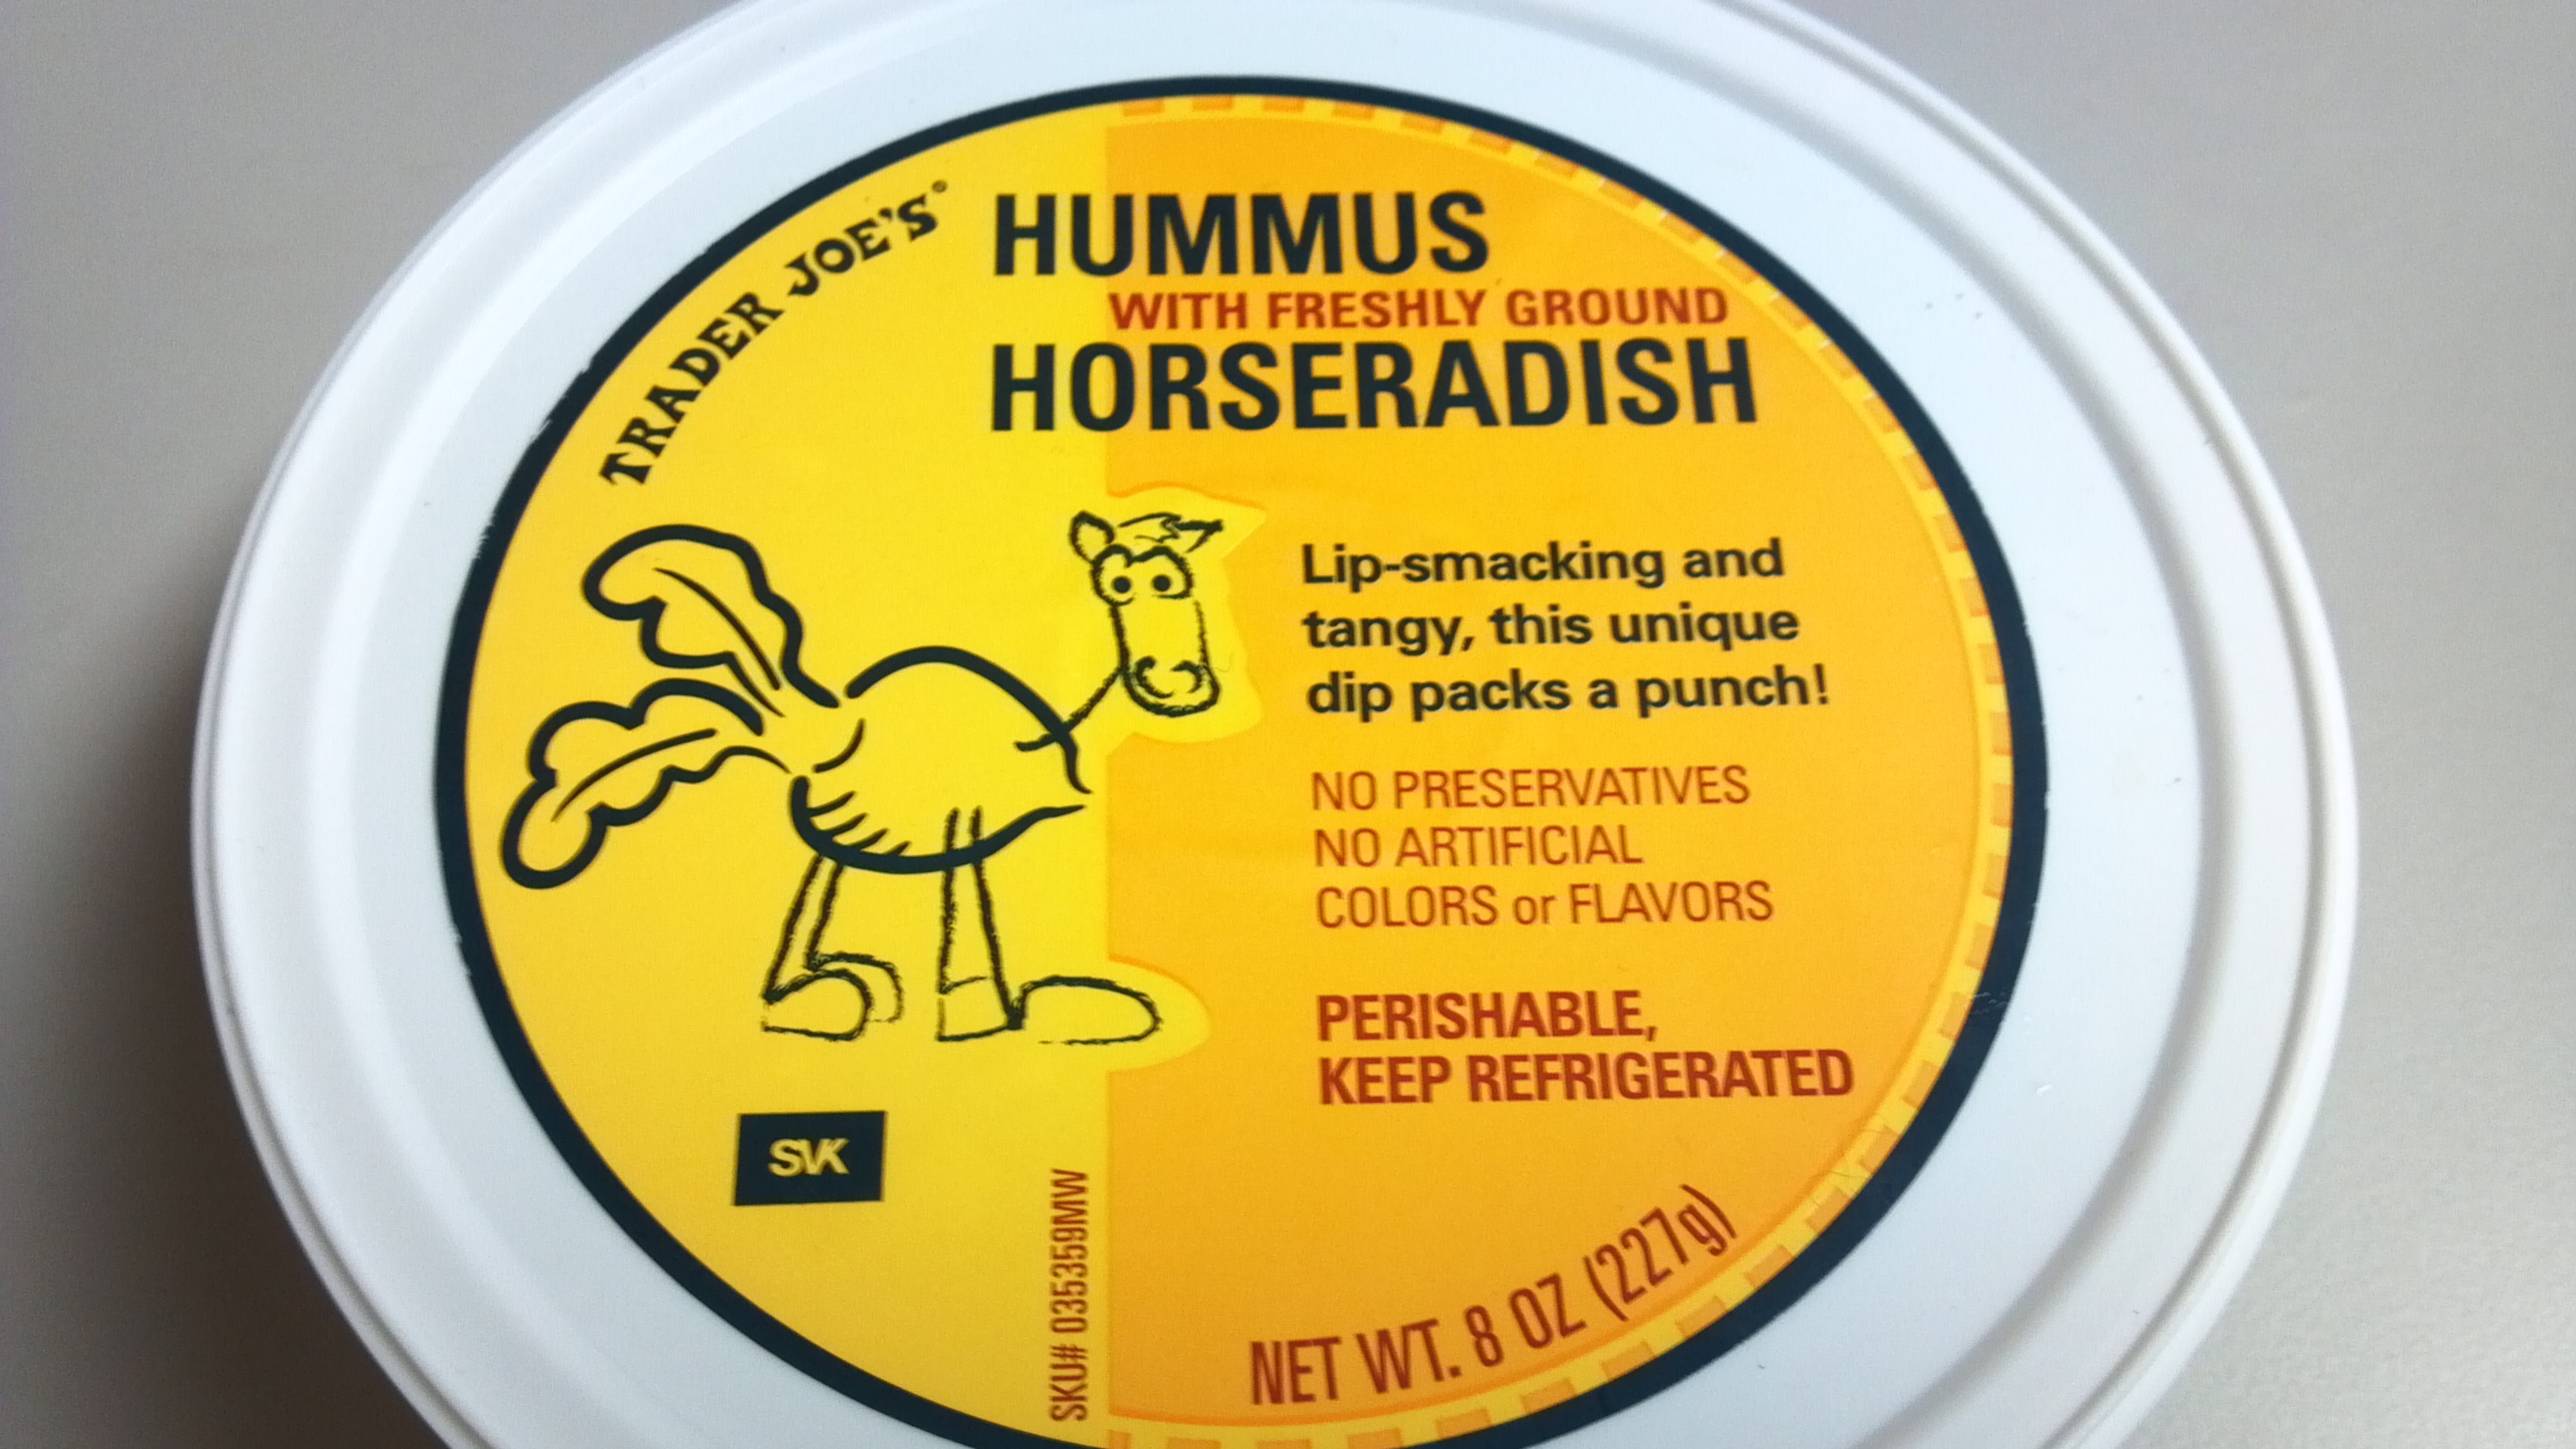 TRADER JOE'S®
HUMMUS
WITH FRESHLY GROUND
HORSERADISH
Lip-smacking and
tangy, this unique
dip packs a punch!
NO PRESERVATIVES
NO ARTIFICIAL
COLORS or FLAVORS
PERISHABLE,
KEEP REFRIGERATED
SVK
SKU# 035359MW
NET WT. 8 OZ (227g)